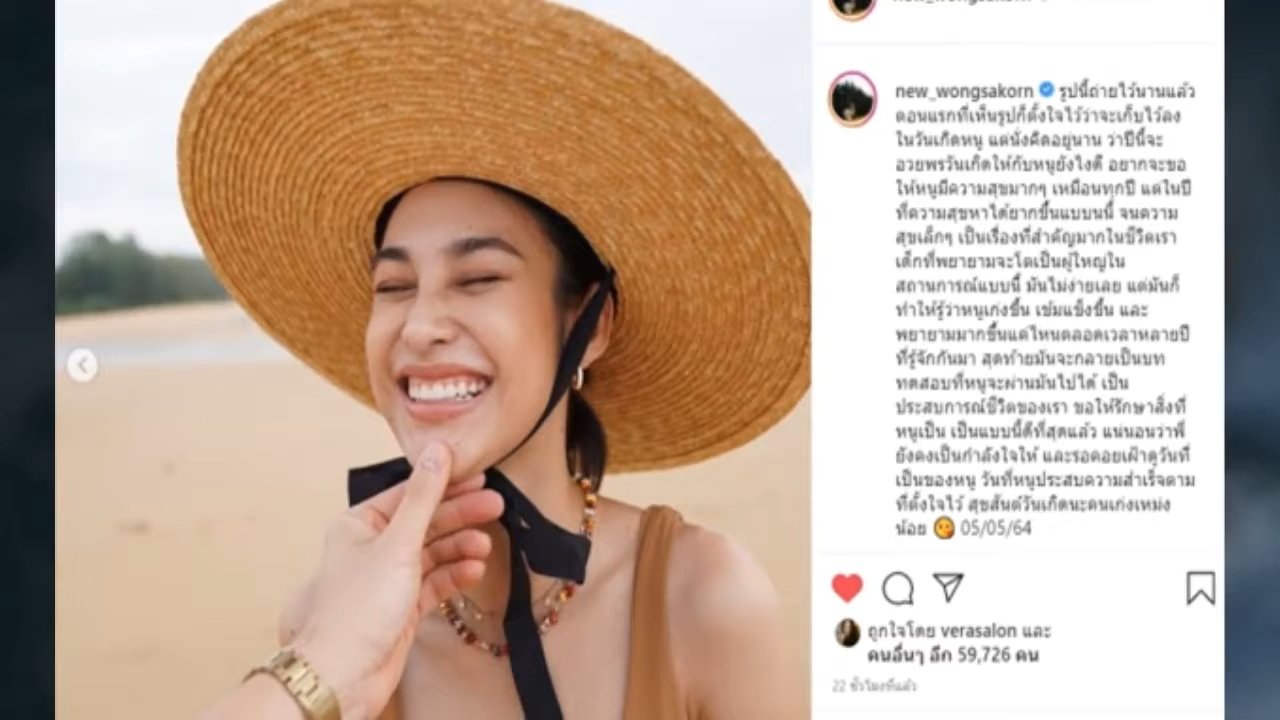 new_wongsakorn
new_wongsakorn รูปนี้ถ่ายไว้นานแล้ว
ตอนแรกที่เห็นรูปก็ตั้งใจไว้ว่าจะเก็บไว้ลง
ในวันเกิดหนู แต่นั่งคิดอยู่นาน ว่าปีนี้จะ
อวยพรวันเกิดให้กับหนูยังไงดี อยากจะขอ
ให้หนูมีความสุขมากๆ เหมือนทุกปี แต่ในปี
ที่ความสุขหาได้ยากขึ้นแบบนนี้ จนความ
สุขเล็กๆ เป็นเรื่องที่สำคัญมากในชีวิตเรา
เด็กที่พยายามจะโตเป็นผู้ใหญ่ใน
สถานการณ์แบบนี้ มันไม่ง่ายเลย แต่มันก็
ทำให้รู้ว่าหนูเก่งขึ้น เข้มแข็งขึ้น และ
พยายามมากขึ้นแค่ไหนตลอดเวลาหลายปี
ที่รู้จักกันมา สุดท้ายมันจะกลายเป็นบท
ทดสอบที่หนูจะผ่านมันไปได้ เป็น
ประสบการณ์ชีวิตของเรา ขอให้รักษาสิ่งที่
หนูเป็น เป็นแบบนี้ดีที่สุดแล้ว แน่นอนว่าพี่
ยังคงเป็นกำลังใจให้ และรอคอยเฝ้าดูวันที่
เป็นของหนู วันที่หนูประสบความสำเร็จตาม
ที่ตั้งใจไว้ สุขสันต์วันเกิดนะคนเก่งเหม่ง
น้อย 😘 05/05/64
ถูกใจโดย verasalon และ
คนอื่นๆ อีก 59,726 คน
22 ชั่วโมงที่แล้ว